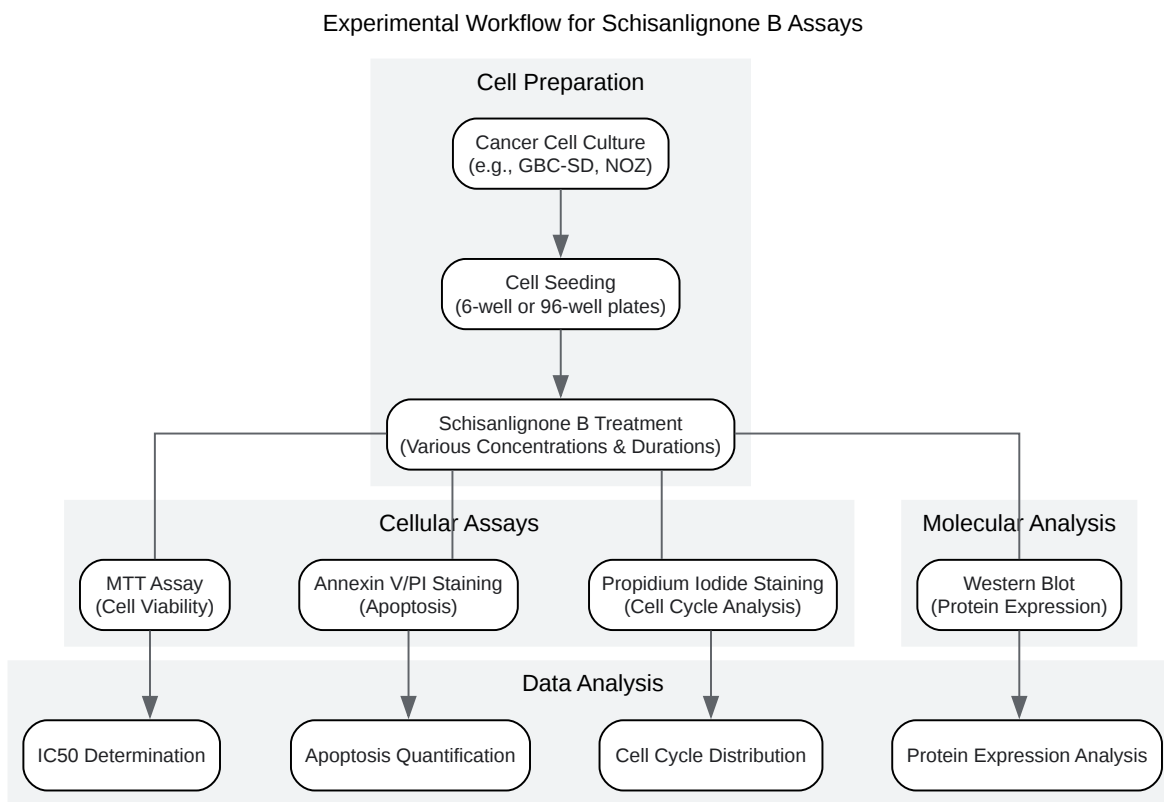 Experimental Workflow for Schisanlignone B Assays
Cell Preparation
Cancer Cell Culture
(e.g., GBC-SD, NOZ)
Cell Seeding
(6-well or 96-well plates)
Schisanlignone B Treatment
(Various Concentrations & Durations)
Cellular Assays
Molecular Analysis
MTT Assay
(Cell Viability)
Annexin V/PI Staining
(Apoptosis)
Propidium Iodide Staining
(Cell Cycle Analysis)
Western Blot
(Protein Expression)
Data Analysis
IC50 Determination
Apoptosis Quantification
Cell Cycle Distribution
Protein Expression Analysis